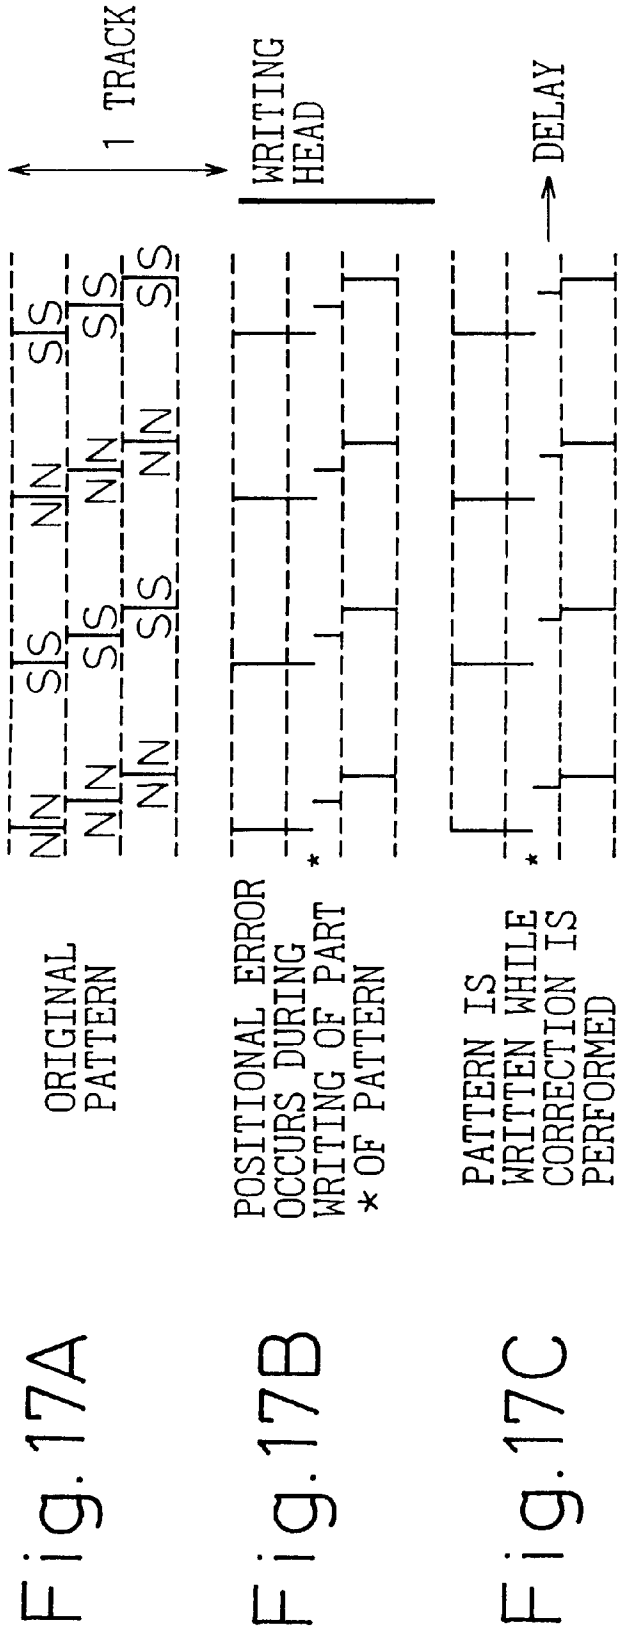 Fig.17A
ORIGINAL
PATTERN
N N S S N N S S
N N S S N N S S
N N S S N N S S
1 TRACK
Fig.17B
POSITIONAL ERROR
OCCURS DURING
WRITING OF PART
* OF PATTERN
*
WRITING
HEAD
Fig.17C
PATTERN IS
WRITTEN WHILE
CORRECTION IS
PERFORMED
*
DELAY